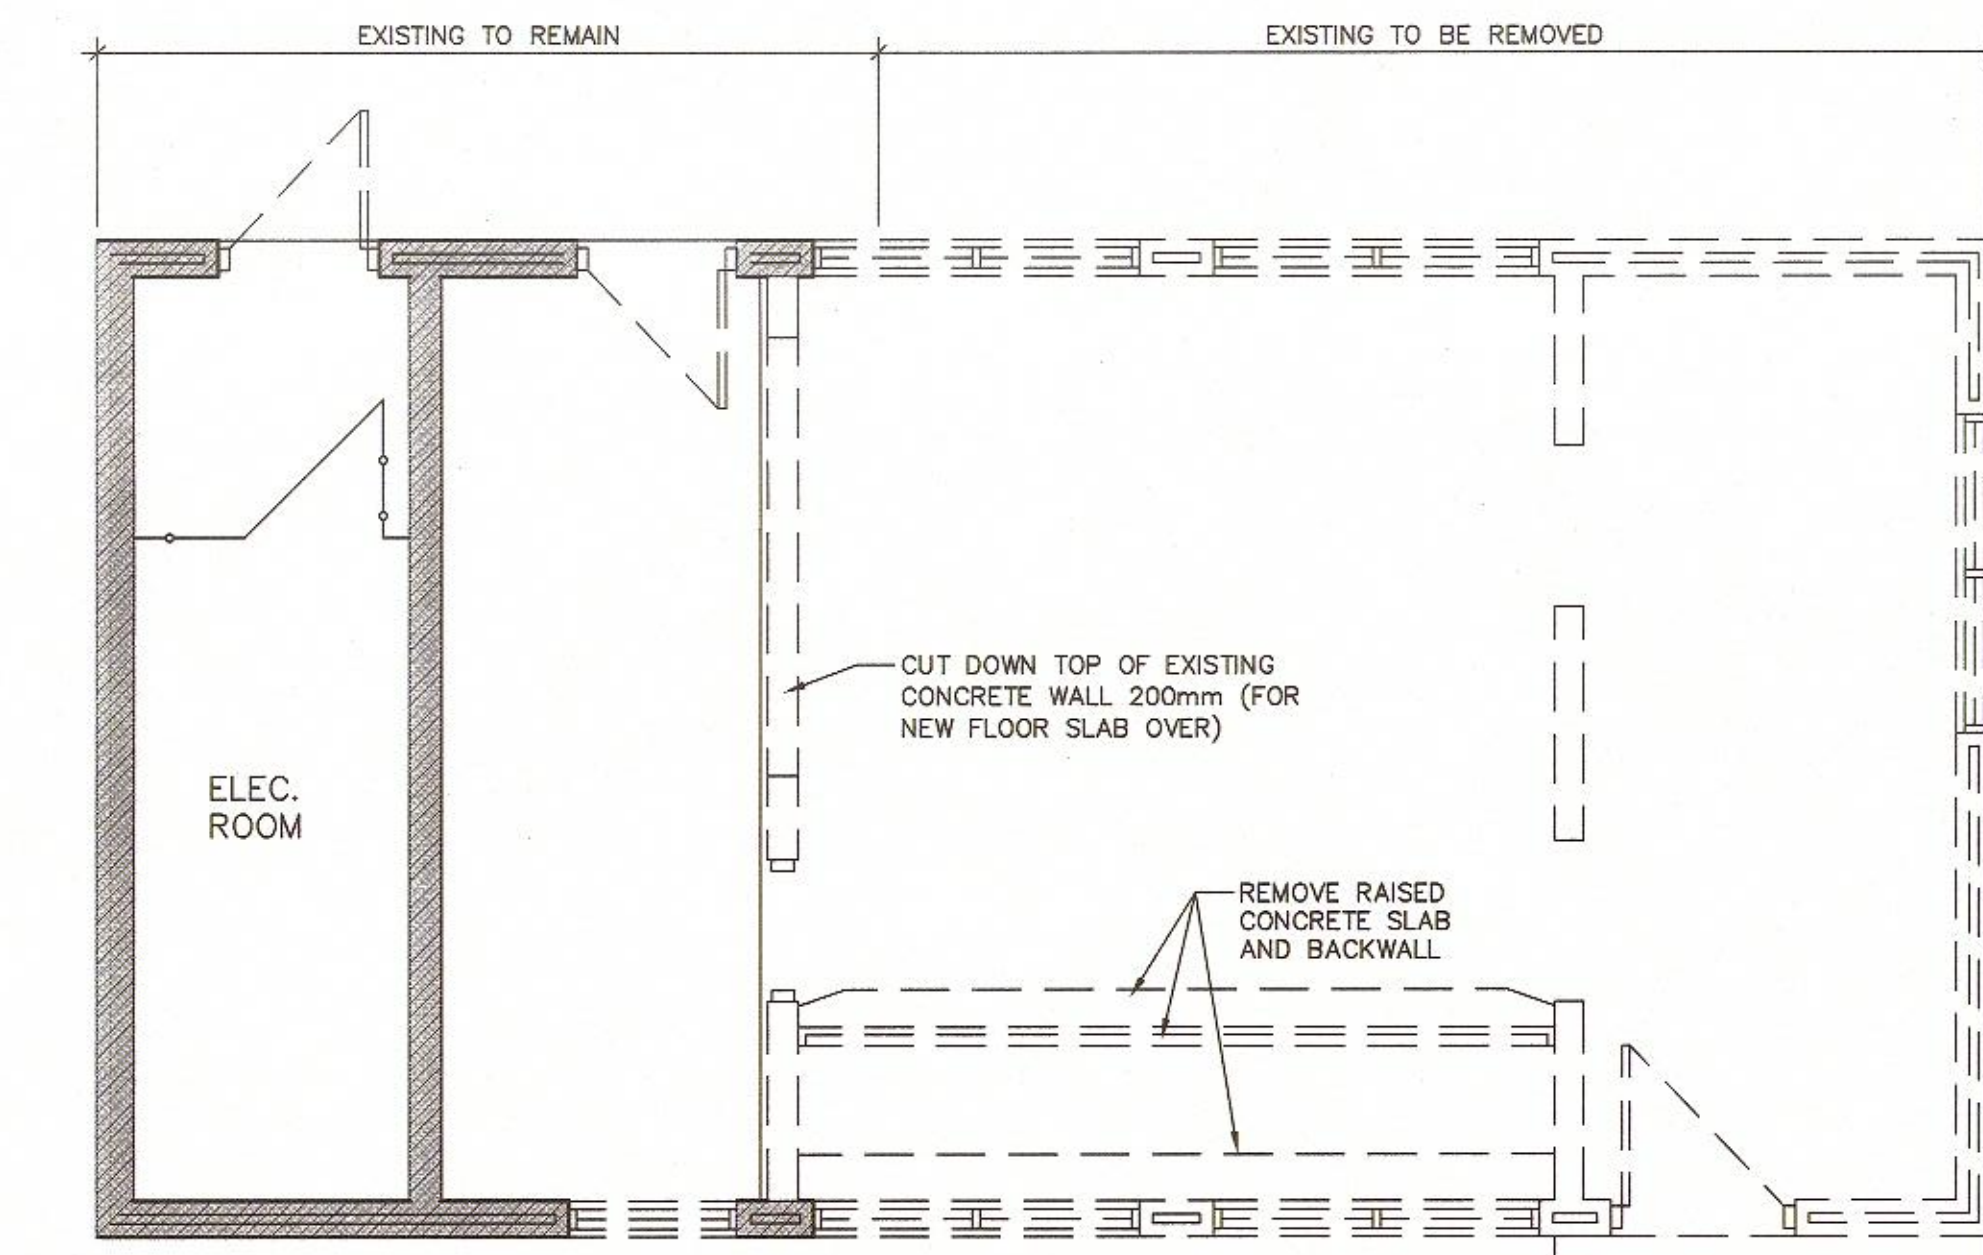 EXISTING TO REMAIN
EXISTING TO BE REMOVED
CUT DOWN TOP OF EXISTING
CONCRETE WALL 200mm (FOR
NEW FLOOR SLAB OVER)
ELEC.
ROOM
REMOVE RAISED
CONCRETE SLAB
AND BACKWALL